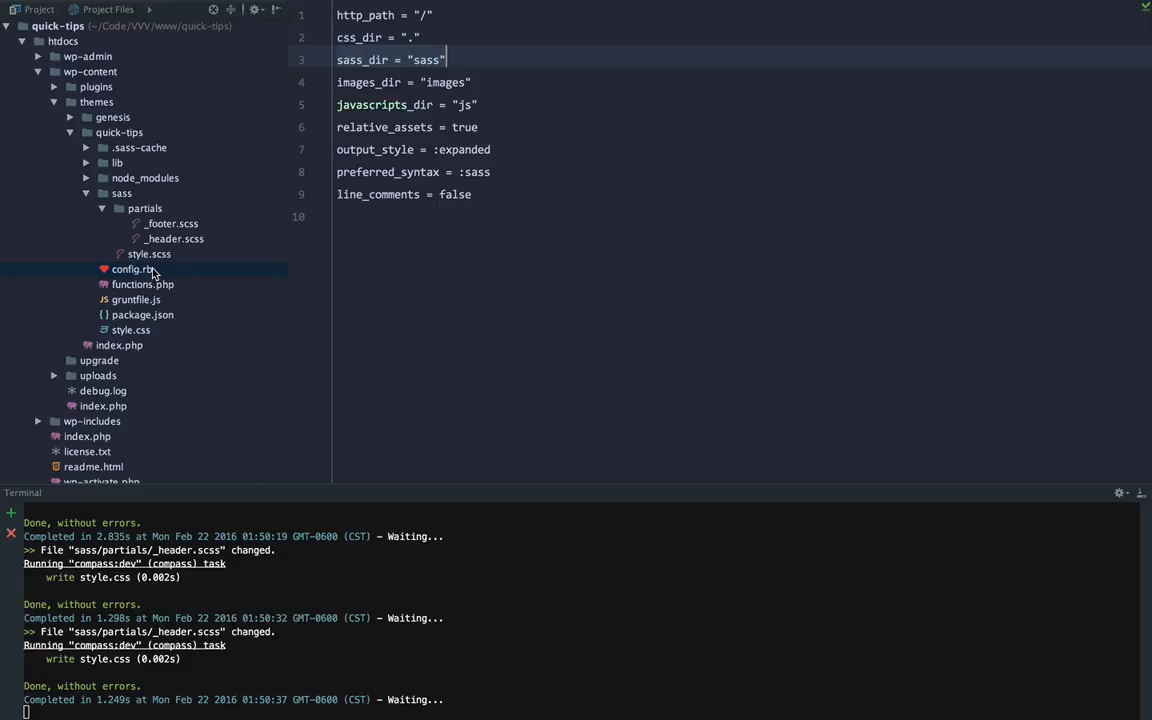 Project Project Files
quick-tips (~/Code/VVV/www/quick-tips)
htdocs
wp-admin
wp-content
plugins
themes
genesis
quick-tips
.sass-cache
lib
node_modules
sass
partials
_footer.scss
_header.scss
style.scss
config.rb
functions.php
gruntfile.js
package.json
style.css
index.php
upgrade
uploads
debug.log
index.php
wp-includes
index.php
license.txt
readme.html
wp-activate.php
1 http_path = "/"
2 css_dir = "."
3 sass_dir = "sass"
4 images_dir = "images"
5 javascripts_dir = "js"
6 relative_assets = true
7 output_style = :expanded
8 preferred_syntax = :sass
9 line_comments = false
10
Terminal
Done, without errors.
Completed in 2.835s at Mon Feb 22 2016 01:50:19 GMT-0600 (CST) - Waiting...
>> File "sass/partials/_header.scss" changed.
Running "compass:dev" (compass) task
write style.css (0.002s)
Done, without errors.
Completed in 1.298s at Mon Feb 22 2016 01:50:32 GMT-0600 (CST) - Waiting...
>> File "sass/partials/_header.scss" changed.
Running "compass:dev" (compass) task
write style.css (0.002s)
Done, without errors.
Completed in 1.249s at Mon Feb 22 2016 01:50:37 GMT-0600 (CST) - Waiting...